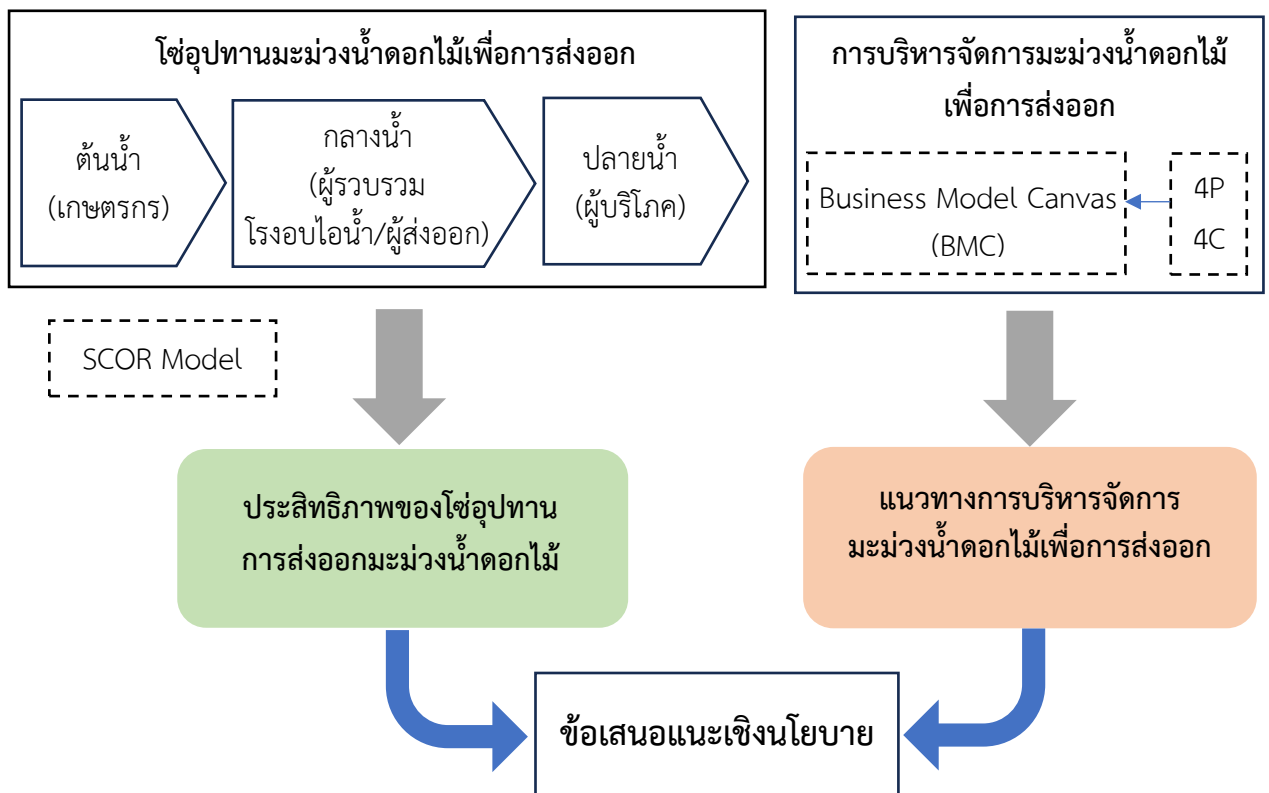 โซ่อุปทานมะม่วงน้ำดอกไม้เพื่อการส่งออก
ต้นน้ำ
(เกษตรกร)
กลางน้ำ
(ผู้รวบรวม
โรงอบไอน้ำ/ผู้ส่งออก)
ปลายน้ำ
(ผู้บริโภค)
การบริหารจัดการมะม่วงน้ำดอกไม้
เพื่อการส่งออก
Business Model Canvas
(BMC)
4P
4C
SCOR Model
ประสิทธิภาพของโซ่อุปทาน
การส่งออกมะม่วงน้ำดอกไม้
แนวทางการบริหารจัดการ
มะม่วงน้ำดอกไม้เพื่อการส่งออก
ข้อเสนอแนะเชิงนโยบาย